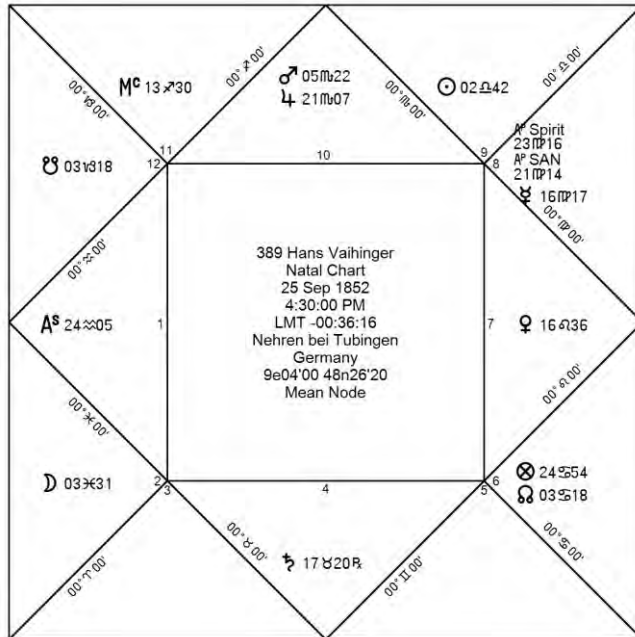 00°♑00'
00°♐00'
00°♏00'
00°♎00'
Mc 13♐30
♂ 05♏22
♃ 21♏07
☉ 02♎42
11
12
10
9
8
AP Spirit
23♍16
AP SAN
21♍14
☿ 16♍17
☋ 03♑18
00°♒00'
00°♍00'
389 Hans Vaihinger
Natal Chart
25 Sep 1852
4:30:00 PM
LMT -00:36:16
Nehren bei Tubingen
Germany
9e04'00 48n26'20
Mean Node
As 24♒05
1
7
♀ 16♌36
00°♓00'
00°♌00'
☽ 03♓31
2
3
4
5
6
⊗ 24♋54
☊ 03♋18
00°♈00'
00°♉00'
♄ 17♉20℞
00°♊00'
00°♋00'